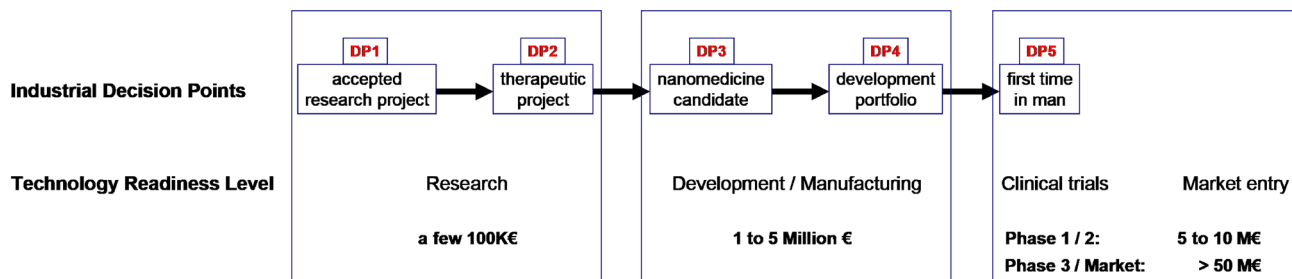 DP1 DP2 DP3 DP4 DP5
accepted therapeutic nanomedicine development first time
Industrial Decision Points research project project candidate portfolio in man
Technology Readiness Level Research Development / Manufacturing Clinical trials Market entry
a few 100K€ 1 to 5 Million € Phase 1 / 2: 5 to 10 M€
Phase 3 / Market: > 50 M€